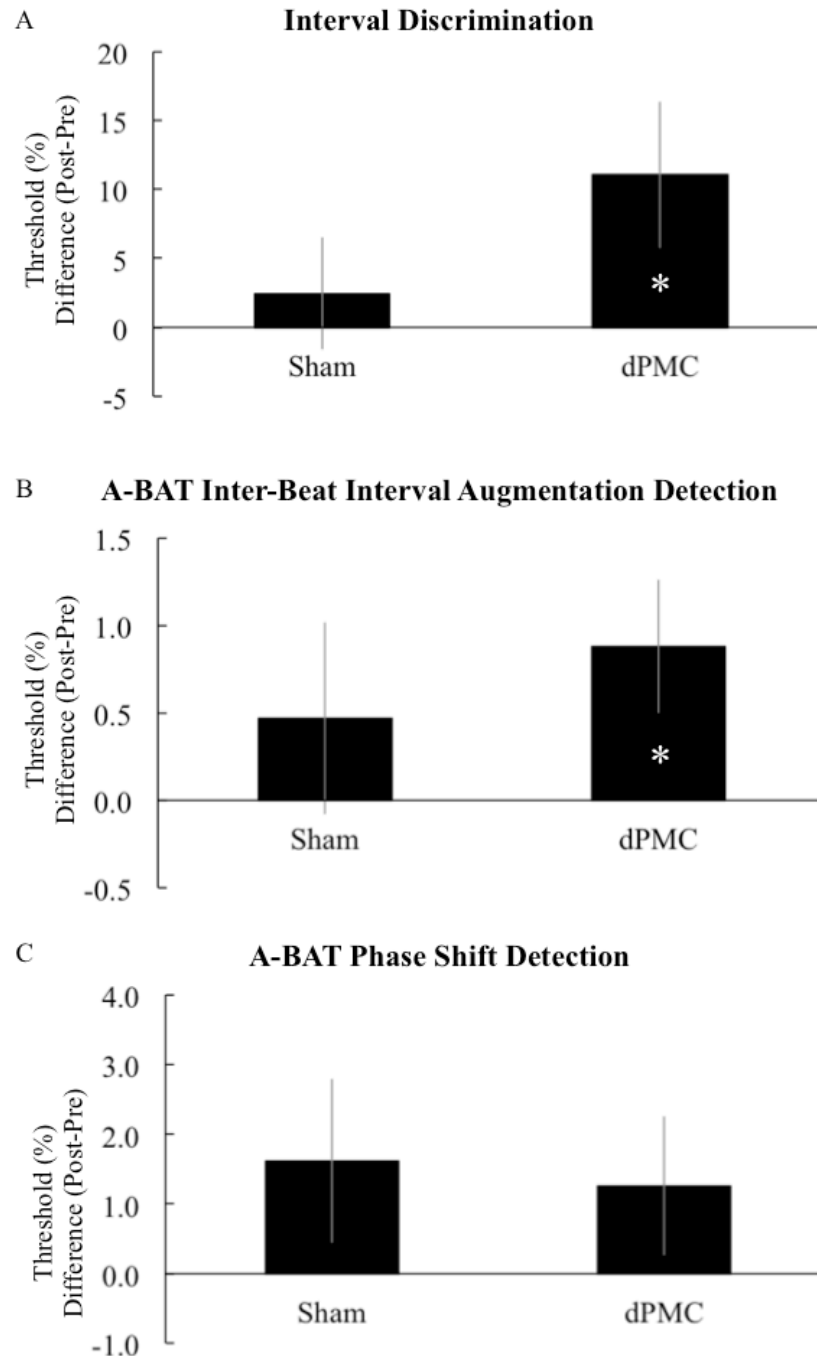 A
Interval Discrimination
Threshold (%)
Difference (Post-Pre)
20
15
10
5
0
-5
*
Sham
dPMC
B
A-BAT Inter-Beat Interval Augmentation Detection
Threshold (%)
Difference (Post-Pre)
1.5
1.0
0.5
0.0
-0.5
*
Sham
dPMC
C
A-BAT Phase Shift Detection
Threshold (%)
Difference (Post-Pre)
4.0
3.0
2.0
1.0
0.0
-1.0
Sham
dPMC